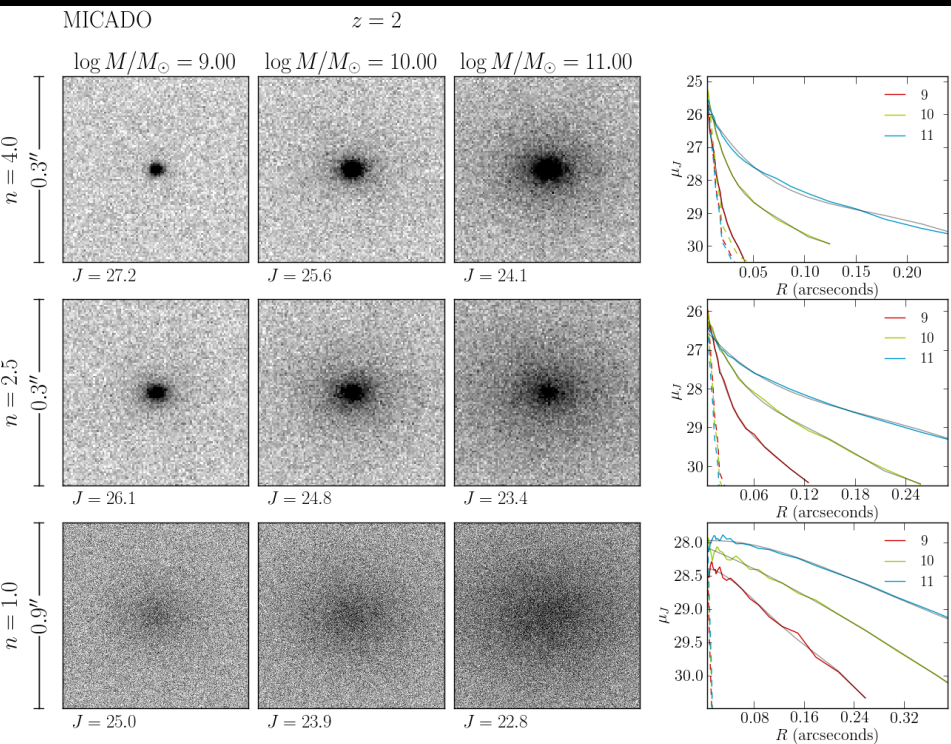 MICADO z = 2
log M/M⊙ = 9.00 log M/M⊙ = 10.00 log M/M⊙ = 11.00
n = 4.0
0.3″
J = 27.2 J = 25.6 J = 24.1
25
26
27
28
29
30
μJ
9
10
11
0.05 0.10 0.15 0.20
R (arcseconds)
n = 2.5
0.3″
J = 26.1 J = 24.8 J = 23.4
26
27
28
29
30
μJ
9
10
11
0.06 0.12 0.18 0.24
R (arcseconds)
n = 1.0
0.9″
J = 25.0 J = 23.9 J = 22.8
28.0
28.5
29.0
29.5
30.0
μJ
9
10
11
0.08 0.16 0.24 0.32
R (arcseconds)